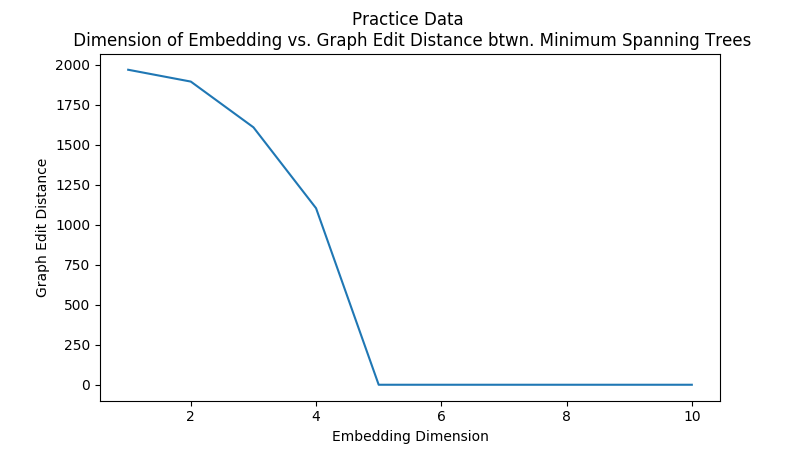 Practice Data
Dimension of Embedding vs. Graph Edit Distance btwn. Minimum Spanning Trees
2000
1750
1500
1250
1000
750
500
250
0
Graph Edit Distance
2 4 6 8 10
Embedding Dimension